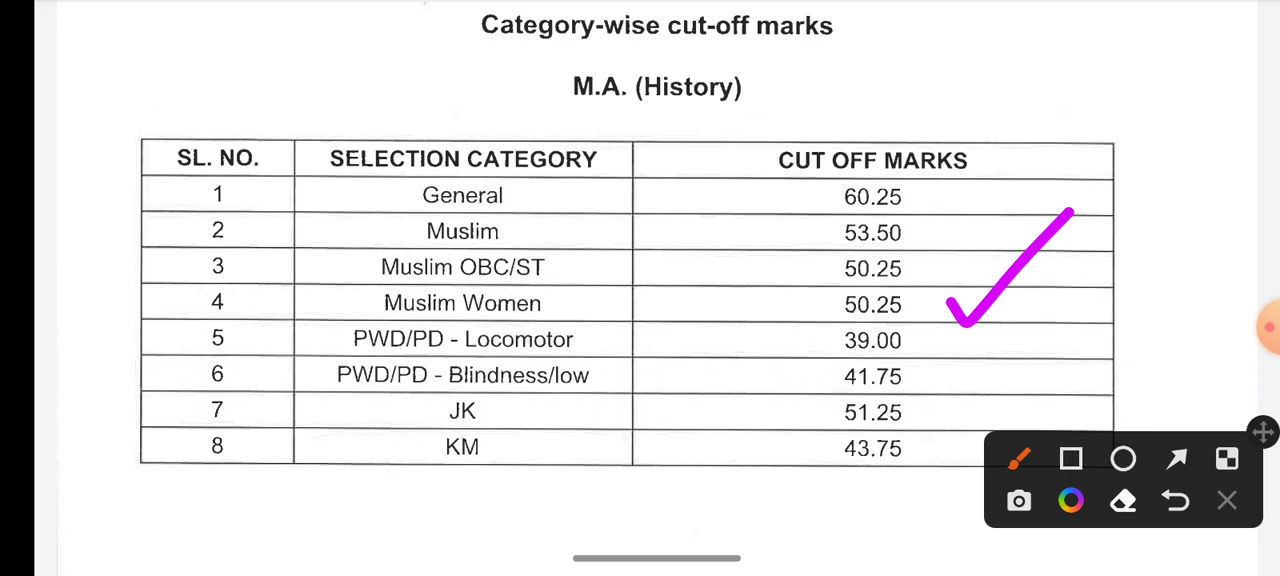 Category-wise cut-off marks
M.A. (History)
SL. NO. SELECTION CATEGORY CUT OFF MARKS
1 General 60.25
2 Muslim 53.50
3 Muslim OBC/ST 50.25
4 Muslim Women 50.25
5 PWD/PD - Locomotor 39.00
6 PWD/PD - Blindness/low 41.75
7 JK 51.25
8 KM 43.75